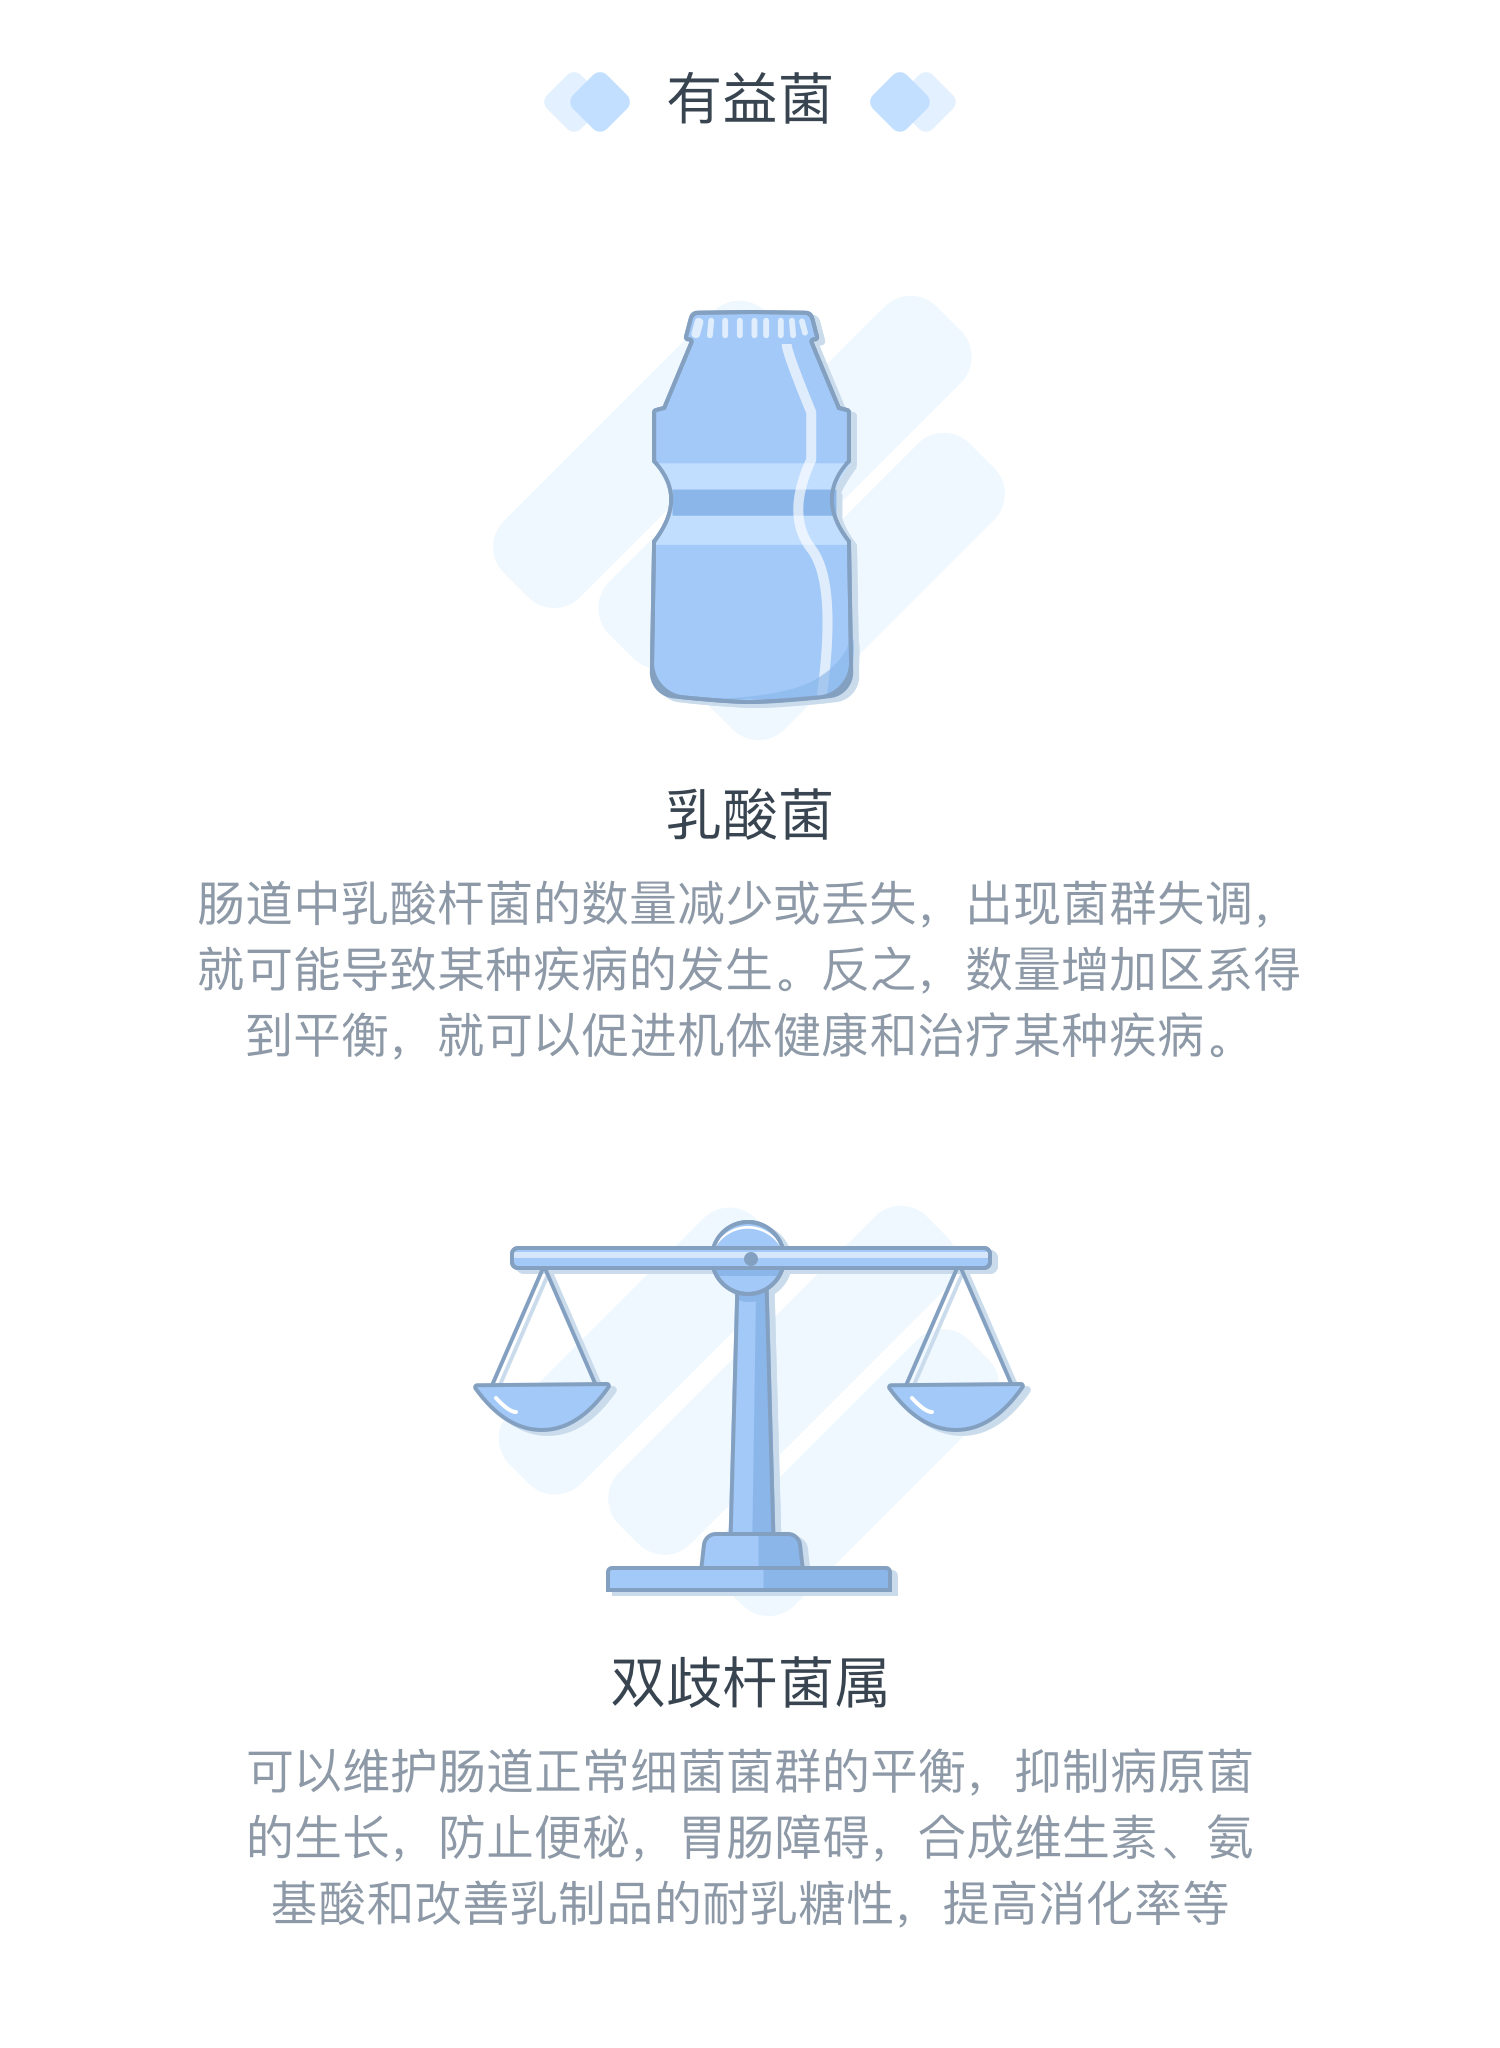 有益菌
乳酸菌
肠道中乳酸杆菌的数量减少或丢失，出现菌群失调，
就可能导致某种疾病的发生。反之，数量增加区系得
到平衡，就可以促进机体健康和治疗某种疾病。
双歧杆菌属
可以维护肠道正常细菌菌群的平衡，抑制病原菌
的生长，防止便秘，胃肠障碍，合成维生素、氨
基酸和改善乳制品的耐乳糖性，提高消化率等